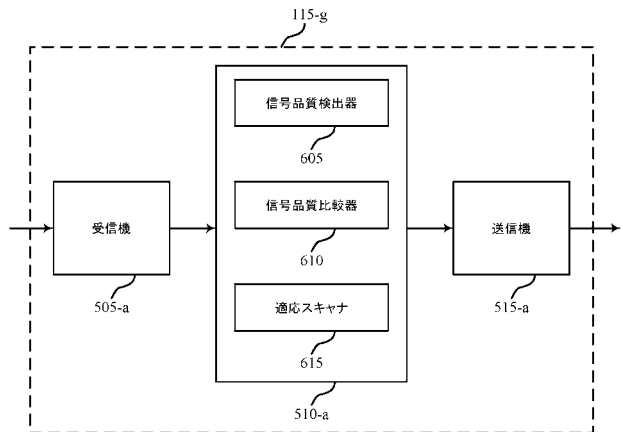 115-g
信号品質検出器
605
信号品質比較器
610
適応スキャナ
615
510-a
受信機
505-a
送信機
515-a